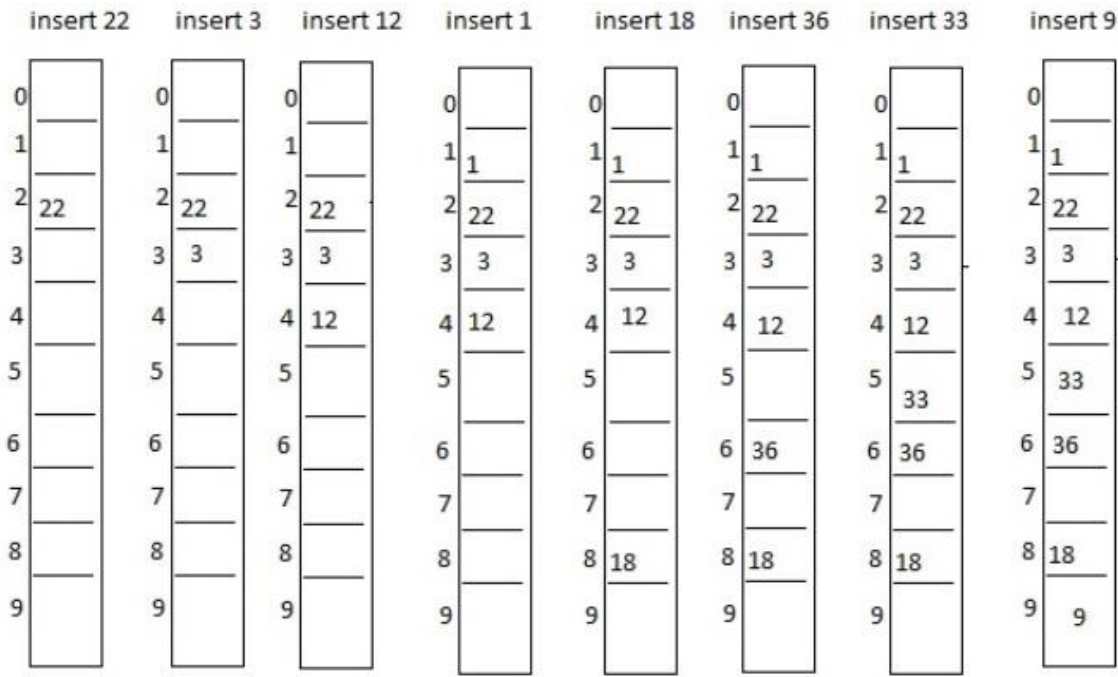 insert 22 insert 3 insert 12 insert 1 insert 18 insert 36 insert 33 insert 9
0 0 0 0 0 0 0 0
1 1 1 1 1 1 1 1 1 1 1 1 1
2 22 2 22 2 22 2 22 2 22 2 22 2 22 2 22
3 3 3 3 3 3 3 3 3 3 3 3 3 3 3
4 4 4 12 4 12 4 12 4 12 4 12 4 12
5 5 5 5 5 5 5 33 5 33
6 6 6 6 6 6 36 6 36 6 36
7 7 7 7 7 7 7 7
8 8 8 8 8 18 8 18 8 18 8 18
9 9 9 9 9 9 9 9 9